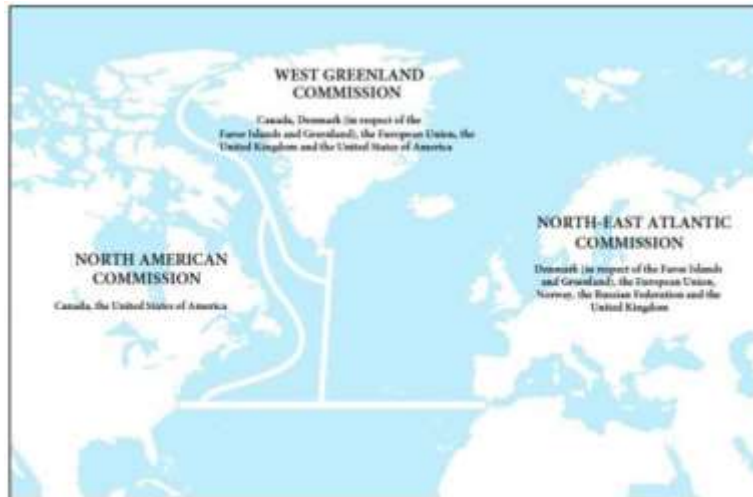 WEST GREENLAND
COMMISSION
Canada, Denmark (in respect of the
Faroe Islands and Greenland), the European Union, the
United Kingdom and the United States of America
NORTH-EAST ATLANTIC
COMMISSION
Denmark (in respect of the Faroe Islands
and Greenland), the European Union,
Norway, the Russian Federation and the
United Kingdom
NORTH AMERICAN
COMMISSION
Canada, the United States of America